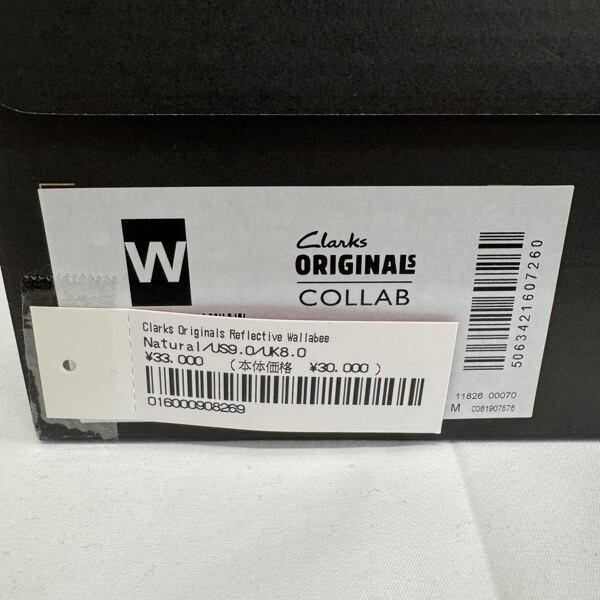 W
Clarks
ORIGINALS
COLLAB
5063421607260
11826 00070
M C081907576
Clarks Originals Reflective Wallabee
Natural/US9.0/UK8.0
¥33.000 (本体価格 ¥30.000)
016000908269